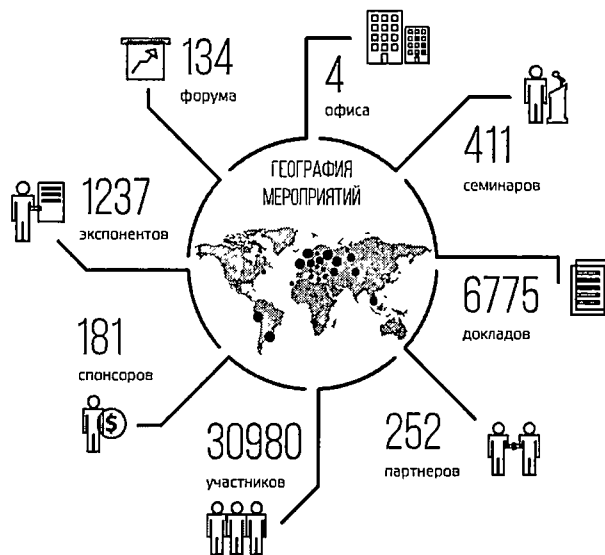 134
форума
4
офиса
411
семинаров
ГЕОГРАФИЯ
МЕРОПРИЯТИЙ
1237
экспонентов
6775
докладов
181
спонсоров
$
30980
участников
252
партнеров